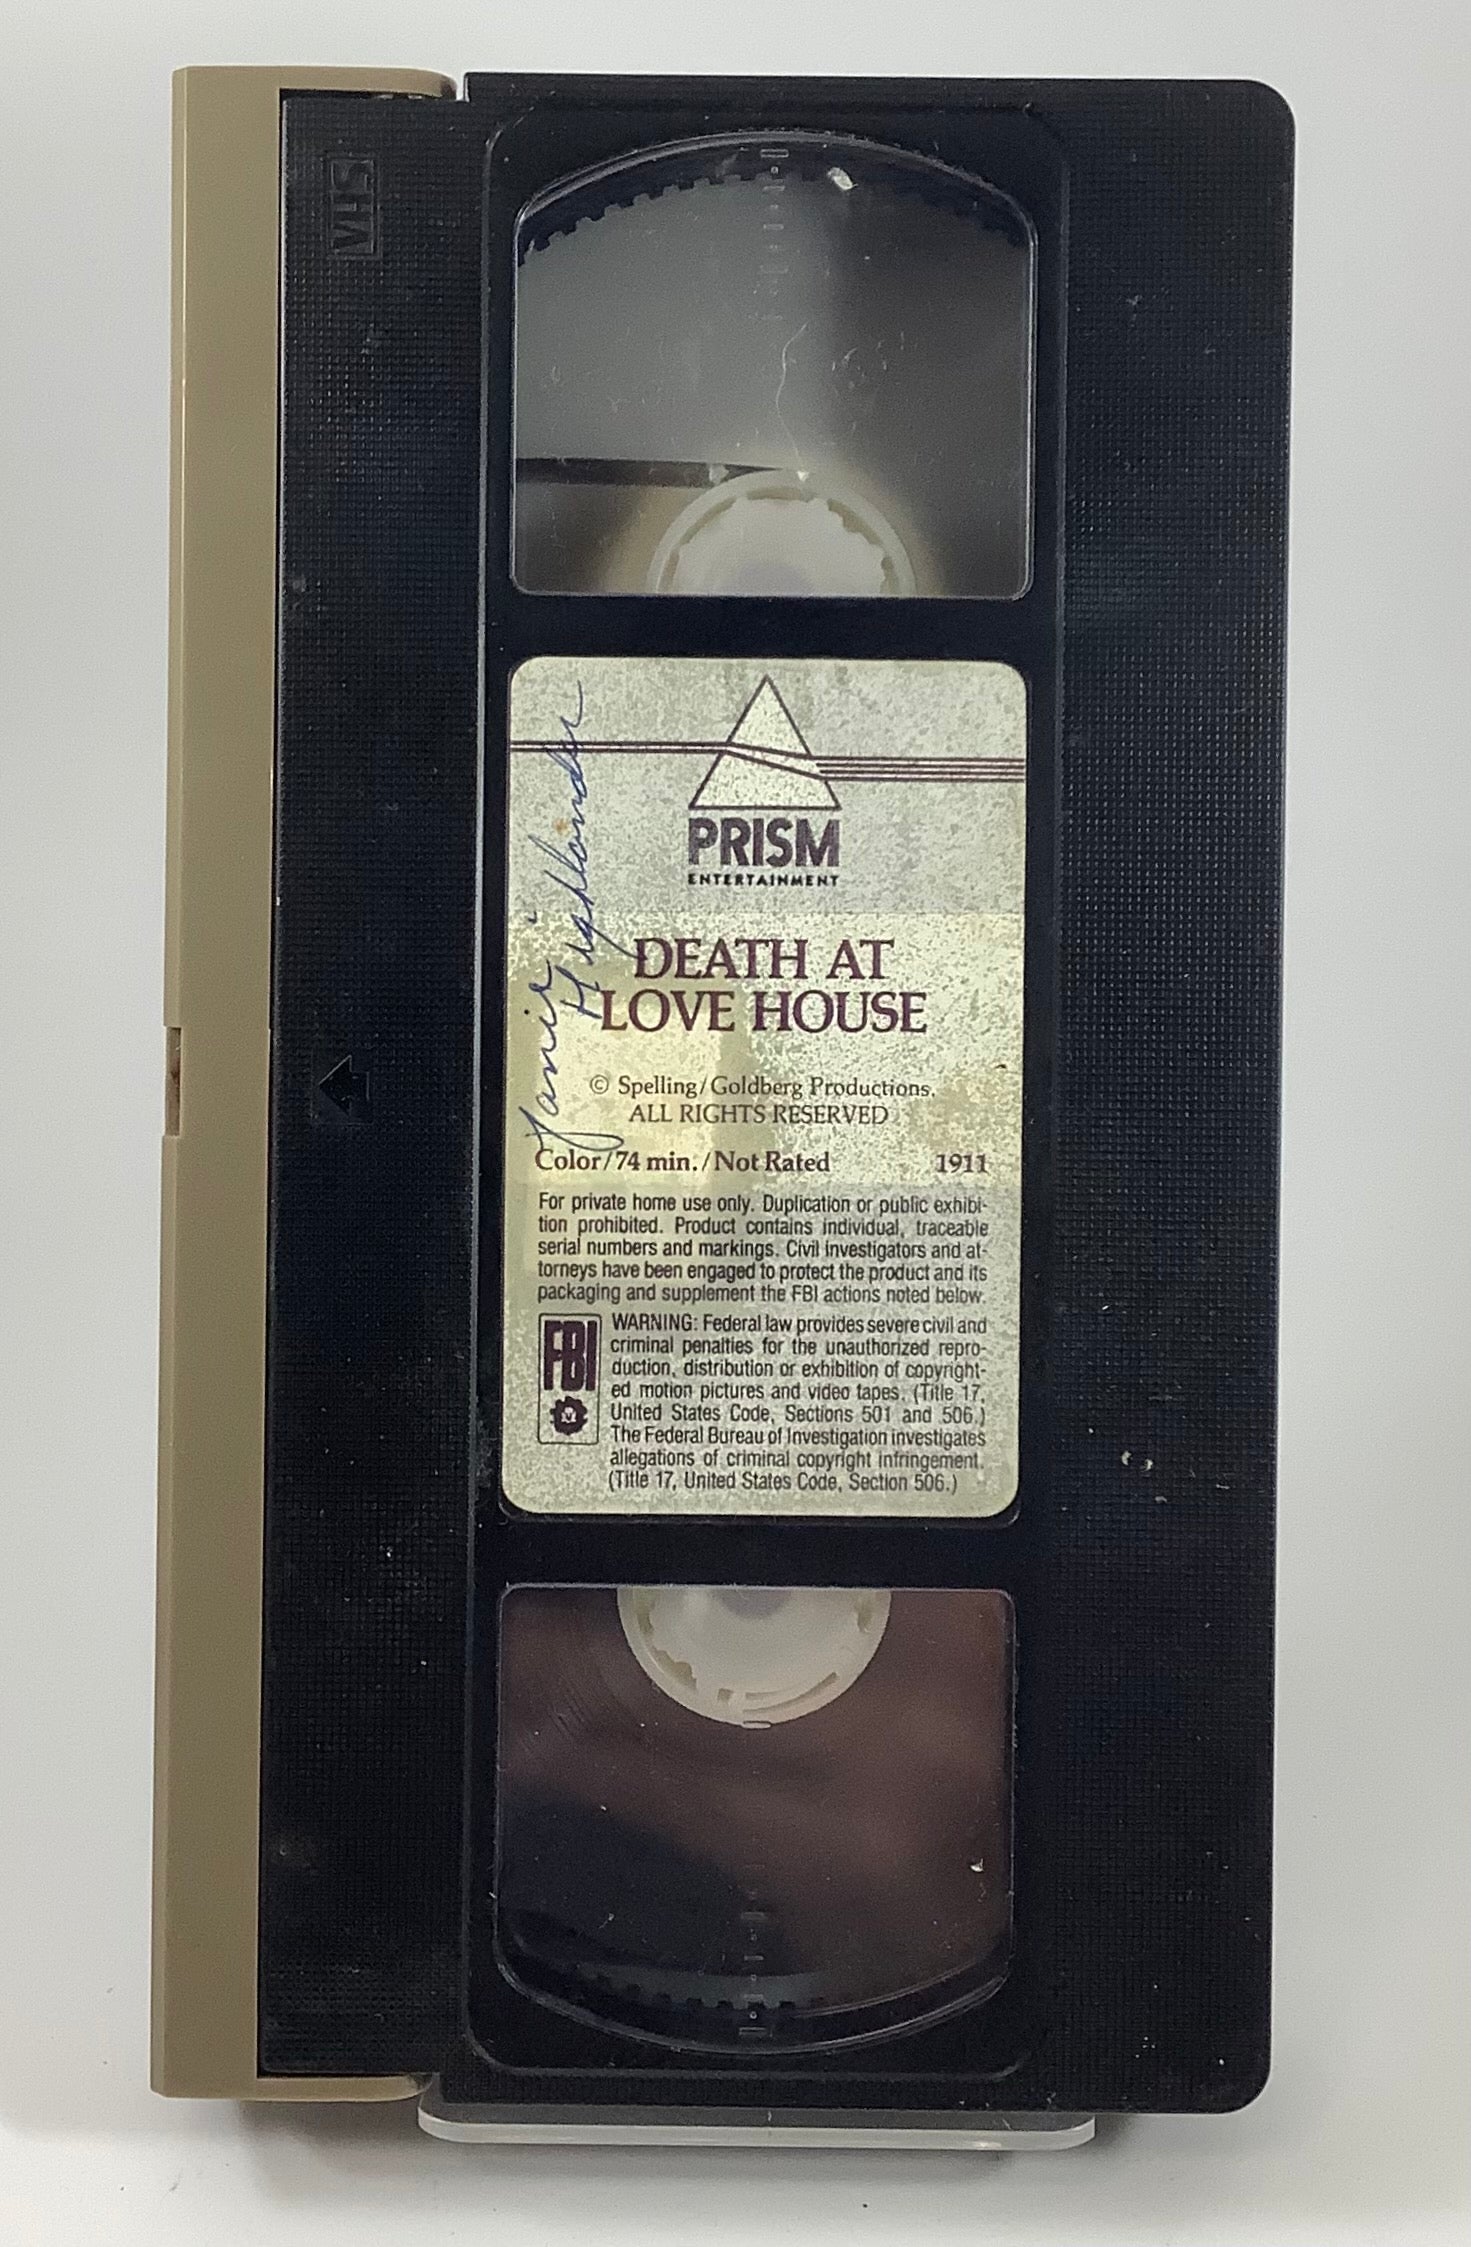 VHS
PRISM
ENTERTAINMENT
Janie
Highlander
DEATH AT
LOVE HOUSE
© Spelling/Goldberg Productions.
ALL RIGHTS RESERVED
Color/74 min./Not Rated 1911
For private home use only. Duplication or public exhibi-
tion prohibited. Product contains individual, traceable
serial numbers and markings. Civil investigators and at-
torneys have been engaged to protect the product and its
packaging and supplement the FBI actions noted below.
FBI
WARNING: Federal law provides severe civil and
criminal penalties for the unauthorized repro-
duction, distribution or exhibition of copyright-
ed motion pictures and video tapes. (Title 17,
United States Code, Sections 501 and 506.)
The Federal Bureau of Investigation investigates
allegations of criminal copyright infringement.
(Title 17, United States Code, Section 506.)